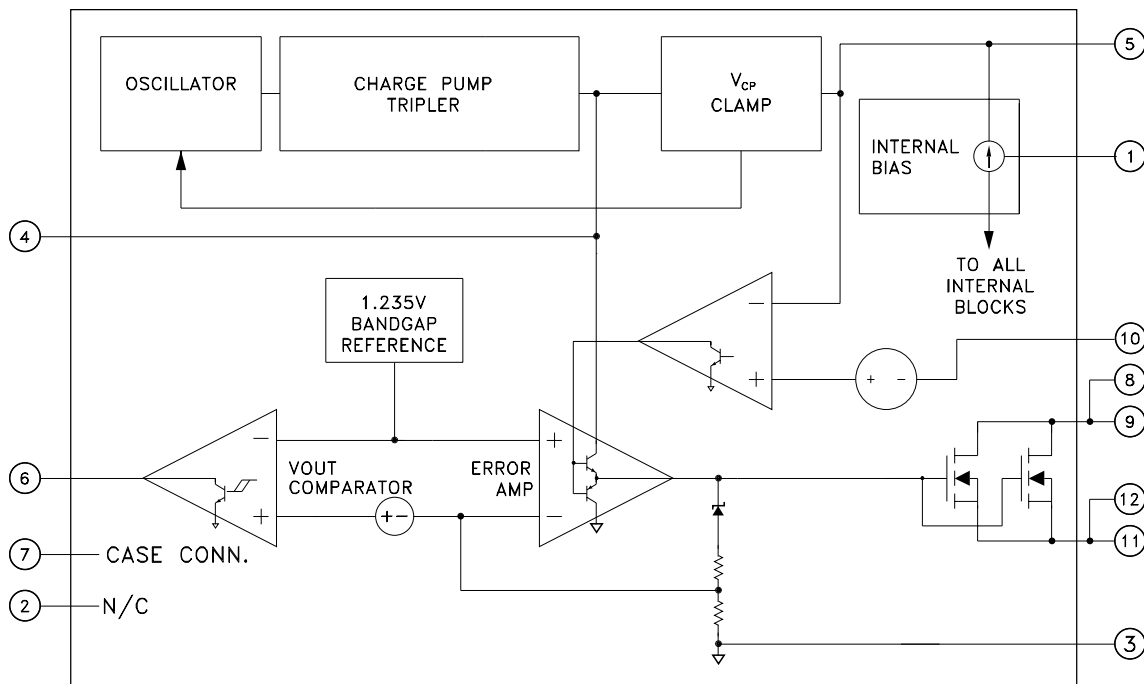 OSCILLATOR
CHARGE PUMP
TRIPLER
VCP
CLAMP
5
INTERNAL
BIAS
1
4
TO ALL
INTERNAL
BLOCKS
1.235V
BANDGAP
REFERENCE
−
+
+ -
10
8
9
−
+
6
VOUT
COMPARATOR
ERROR
AMP
+
+-
−
12
11
7
CASE CONN.
2
N/C
3